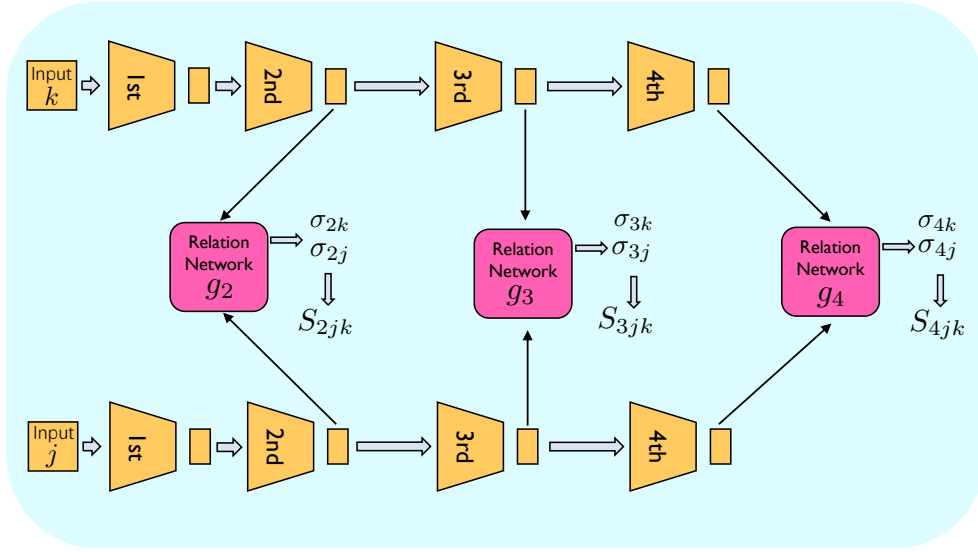 Input
k
1st
2nd
3rd
4th
Relation
Network
g₂
σ₂ₖ
σ₂ⱼ
S₂ⱼₖ
Relation
Network
g₃
σ₃ₖ
σ₃ⱼ
S₃ⱼₖ
Relation
Network
g₄
σ₄ₖ
σ₄ⱼ
S₄ⱼₖ
Input
j
1st
2nd
3rd
4th